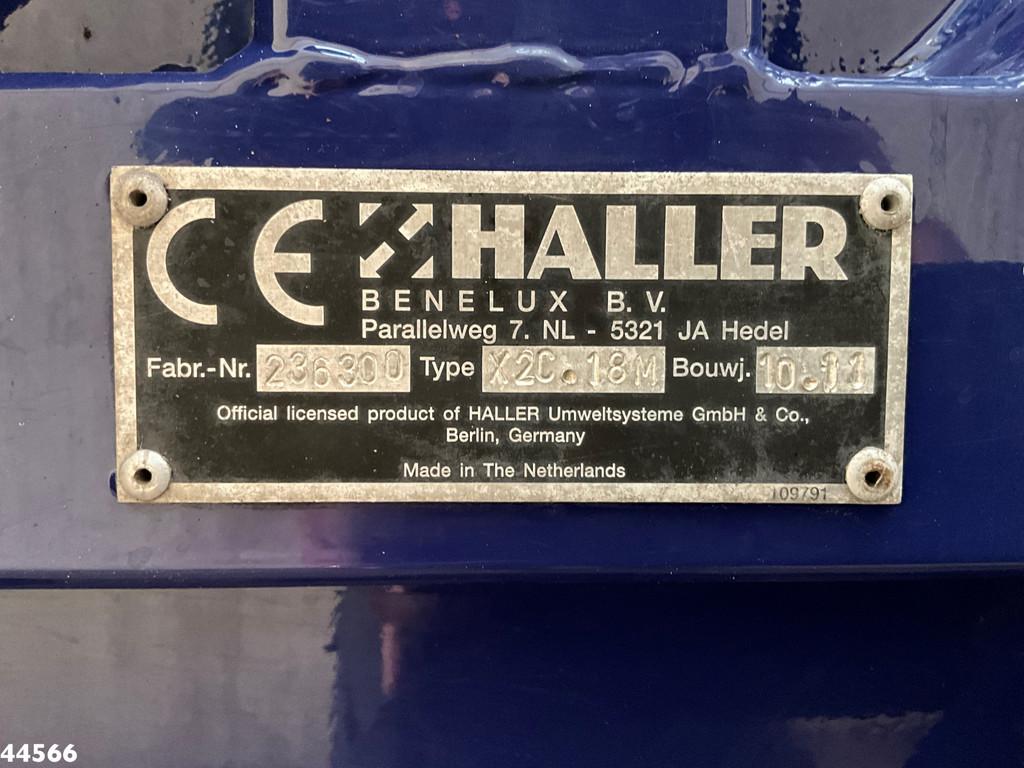 CE HALLER
BENELUX B.V.
Parallelweg 7. NL - 5321 JA Hedel
Fabr.-Nr. 236300 Type X2C.18M Bouwj. 10.11
Official licensed product of HALLER Umweltsysteme GmbH & Co.,
Berlin, Germany
Made in The Netherlands
109791
44566